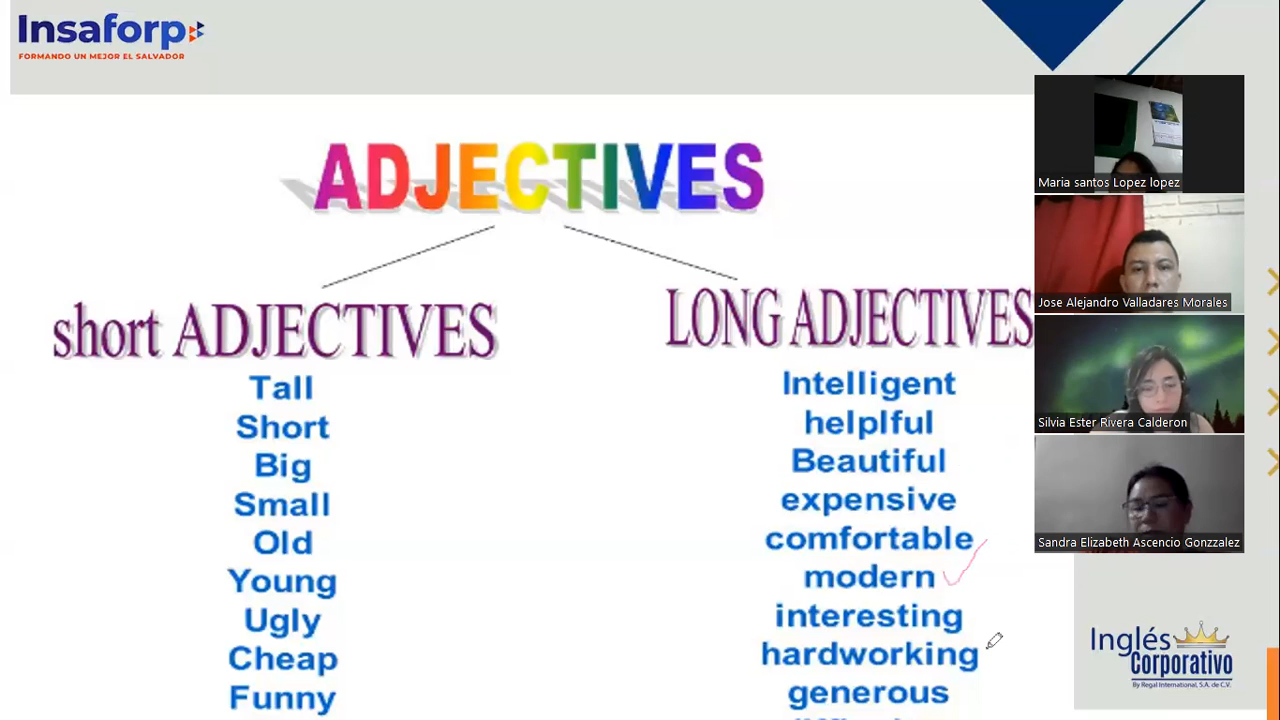 Insaforp
FORMANDO UN MEJOR EL SALVADOR
ADJECTIVES
short ADJECTIVES
Tall
Short
Big
Small
Old
Young
Ugly
Cheap
Funny
LONG ADJECTIVES
Intelligent
helplful
Beautiful
expensive
comfortable
modern
interesting
hardworking
generous
Maria santos Lopez lopez
Jose Alejandro Valladares Morales
Silvia Ester Rivera Calderon
Sandra Elizabeth Ascencio Gonzzalez
Inglés
Corporativo
By Regal International, S.A. de C.V.